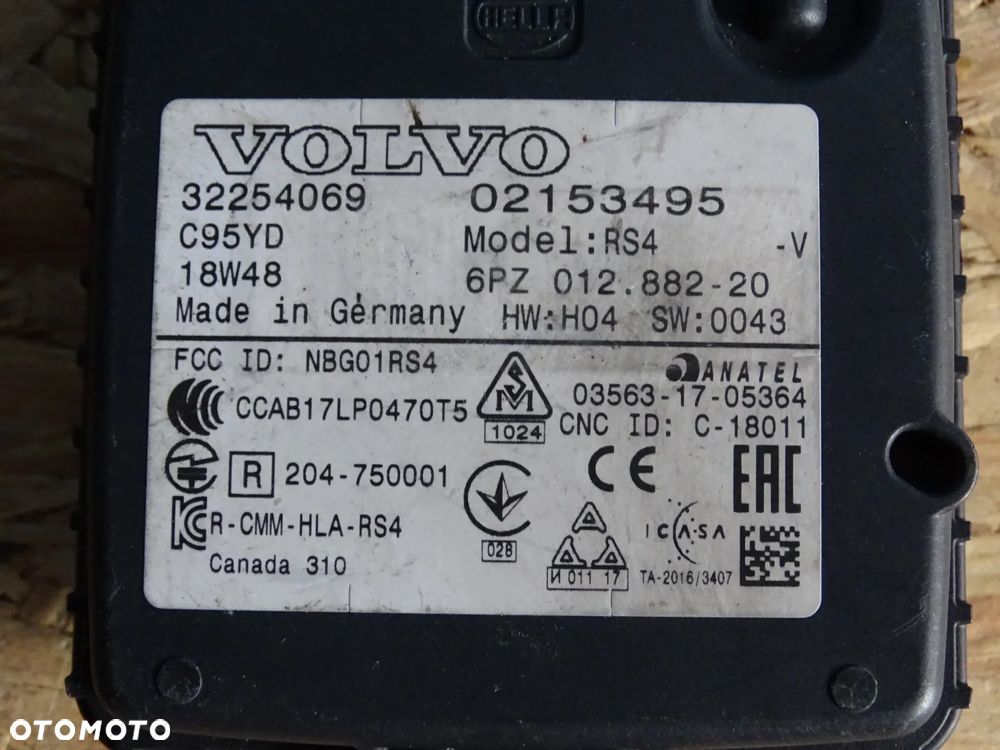 HELLA
VOLVO
32254069 02153495
C95YD Model:RS4 -V
18W48 6PZ 012.882-20
Made in Germany HW:H04 SW:0043
FCC ID: NBG01RS4 ANATEL
CCAB17LP0470T5 03563-17-05364
1024 CNC ID: C-18011
R 204-750001 CE EAC
R-CMM-HLA-RS4 ICASA
028
Canada 310 И 011 17 TA-2016/3407
OTOMOTO